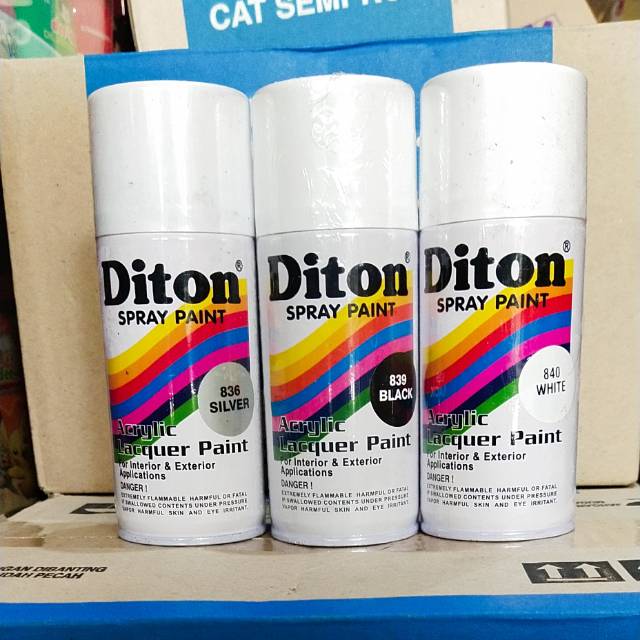 CAT SEMI
Diton®
SPRAY PAINT
836
SILVER
Acrylic
Lacquer Paint
For Interior & Exterior
Applications
DANGER !
EXTREMELY FLAMMABLE HARMFUL OR FATAL
IF SWALLOWED CONTENTS UNDER PRESSURE
VAPOR HARMFUL SKIN AND EYE IRRITANT.
Diton®
SPRAY PAINT
839
BLACK
Acrylic
Lacquer Paint
For Interior & Exterior
Applications
DANGER !
EXTREMELY FLAMMABLE HARMFUL OR FATAL
IF SWALLOWED CONTENTS UNDER PRESSURE
VAPOR HARMFUL SKIN AND EYE IRRITANT.
Diton®
SPRAY PAINT
840
WHITE
Acrylic
Lacquer Paint
For Interior & Exterior
Applications
DANGER !
EXTREMELY FLAMMABLE HARMFUL OR FATAL
IF SWALLOWED CONTENTS UNDER PRESSURE
VAPOR HARMFUL SKIN AND EYE IRRITANT.
GAN DIBANTING
DAH PECAH